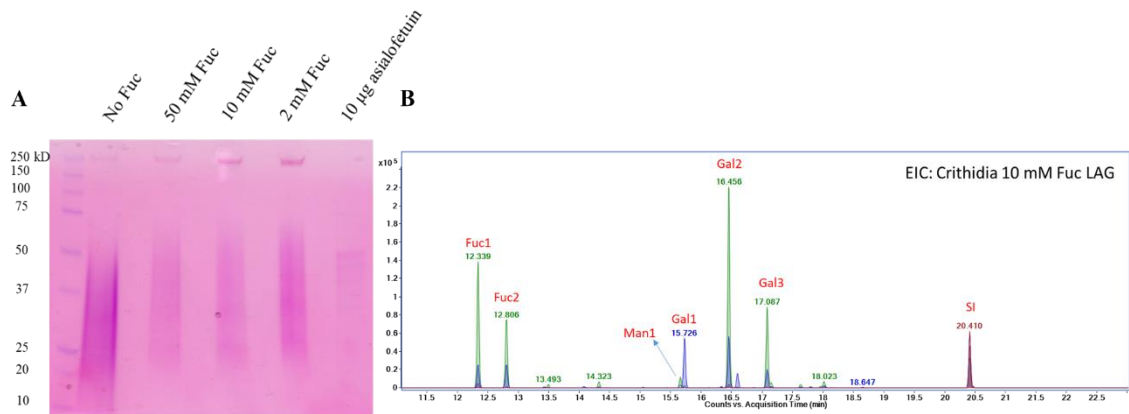 A
No Fuc
50 mM Fuc
10 mM Fuc
2 mM Fuc
10 µg asialofetuin
250 kD
150
100
75
50
37
25
20
10
B
x10⁵
EIC: Crithidia 10 mM Fuc LAG
2.2
2
1.8
1.6
1.4
1.2
1
0.8
0.6
0.4
0.2
0
Fuc1
12.339
Fuc2
12.806
13.493
14.323
Man1
Gal1
15.726
Gal2
16.456
Gal3
17.087
18.023
18.647
SI
20.410
11.5 12 12.5 13 13.5 14 14.5 15 15.5 16 16.5 17 17.5 18 18.5 19 19.5 20 20.5 21 21.5 22 22.5
Counts vs. Acquisition Time (min)